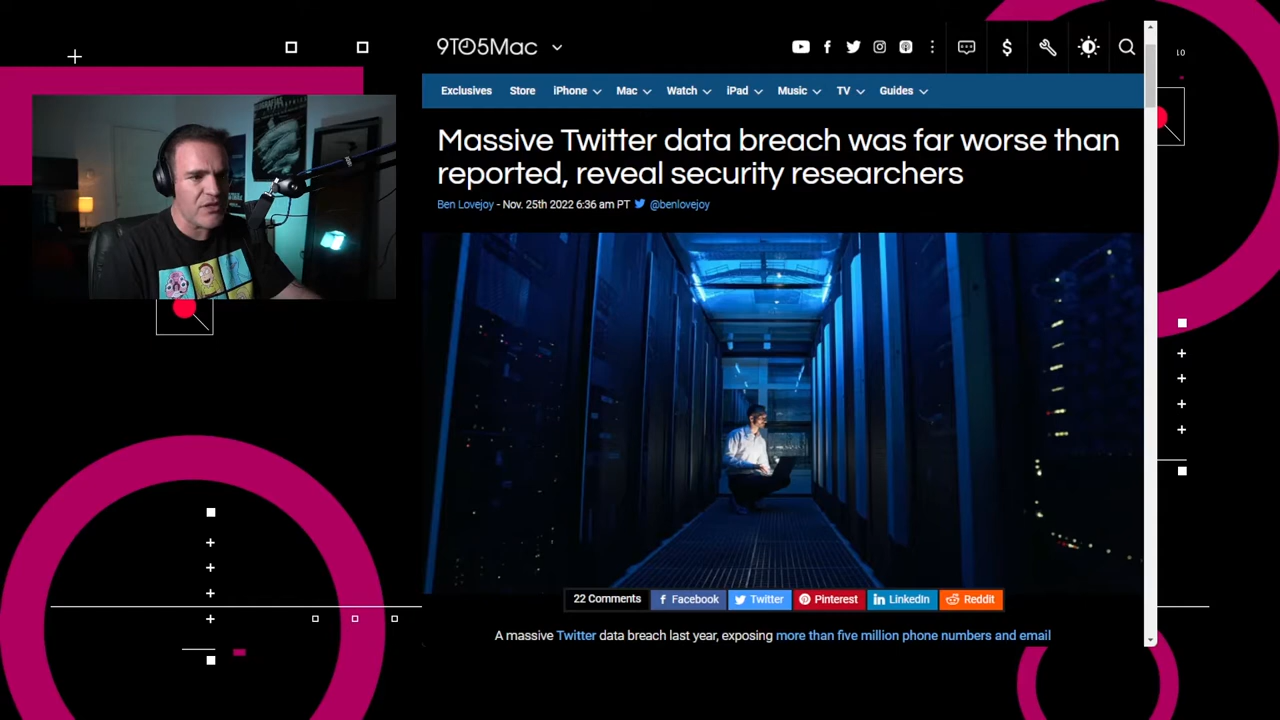 9TO5Mac
Exclusives Store iPhone Mac Watch iPad Music TV Guides
Massive Twitter data breach was far worse than
reported, reveal security researchers
Ben Lovejoy - Nov. 25th 2022 6:36 am PT @benlovejoy
22 Comments Facebook Twitter Pinterest LinkedIn Reddit
A massive Twitter data breach last year, exposing more than five million phone numbers and email